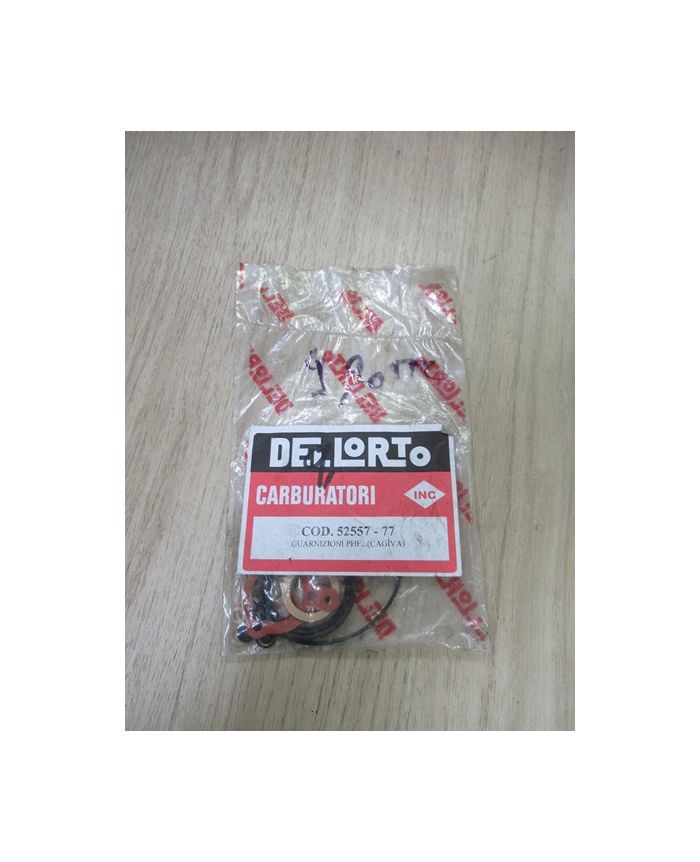 DELLORTO
CARBURATORI
INC
COD. 52557 - 77
GUARNIZIONI PHF...(CAGIVA)